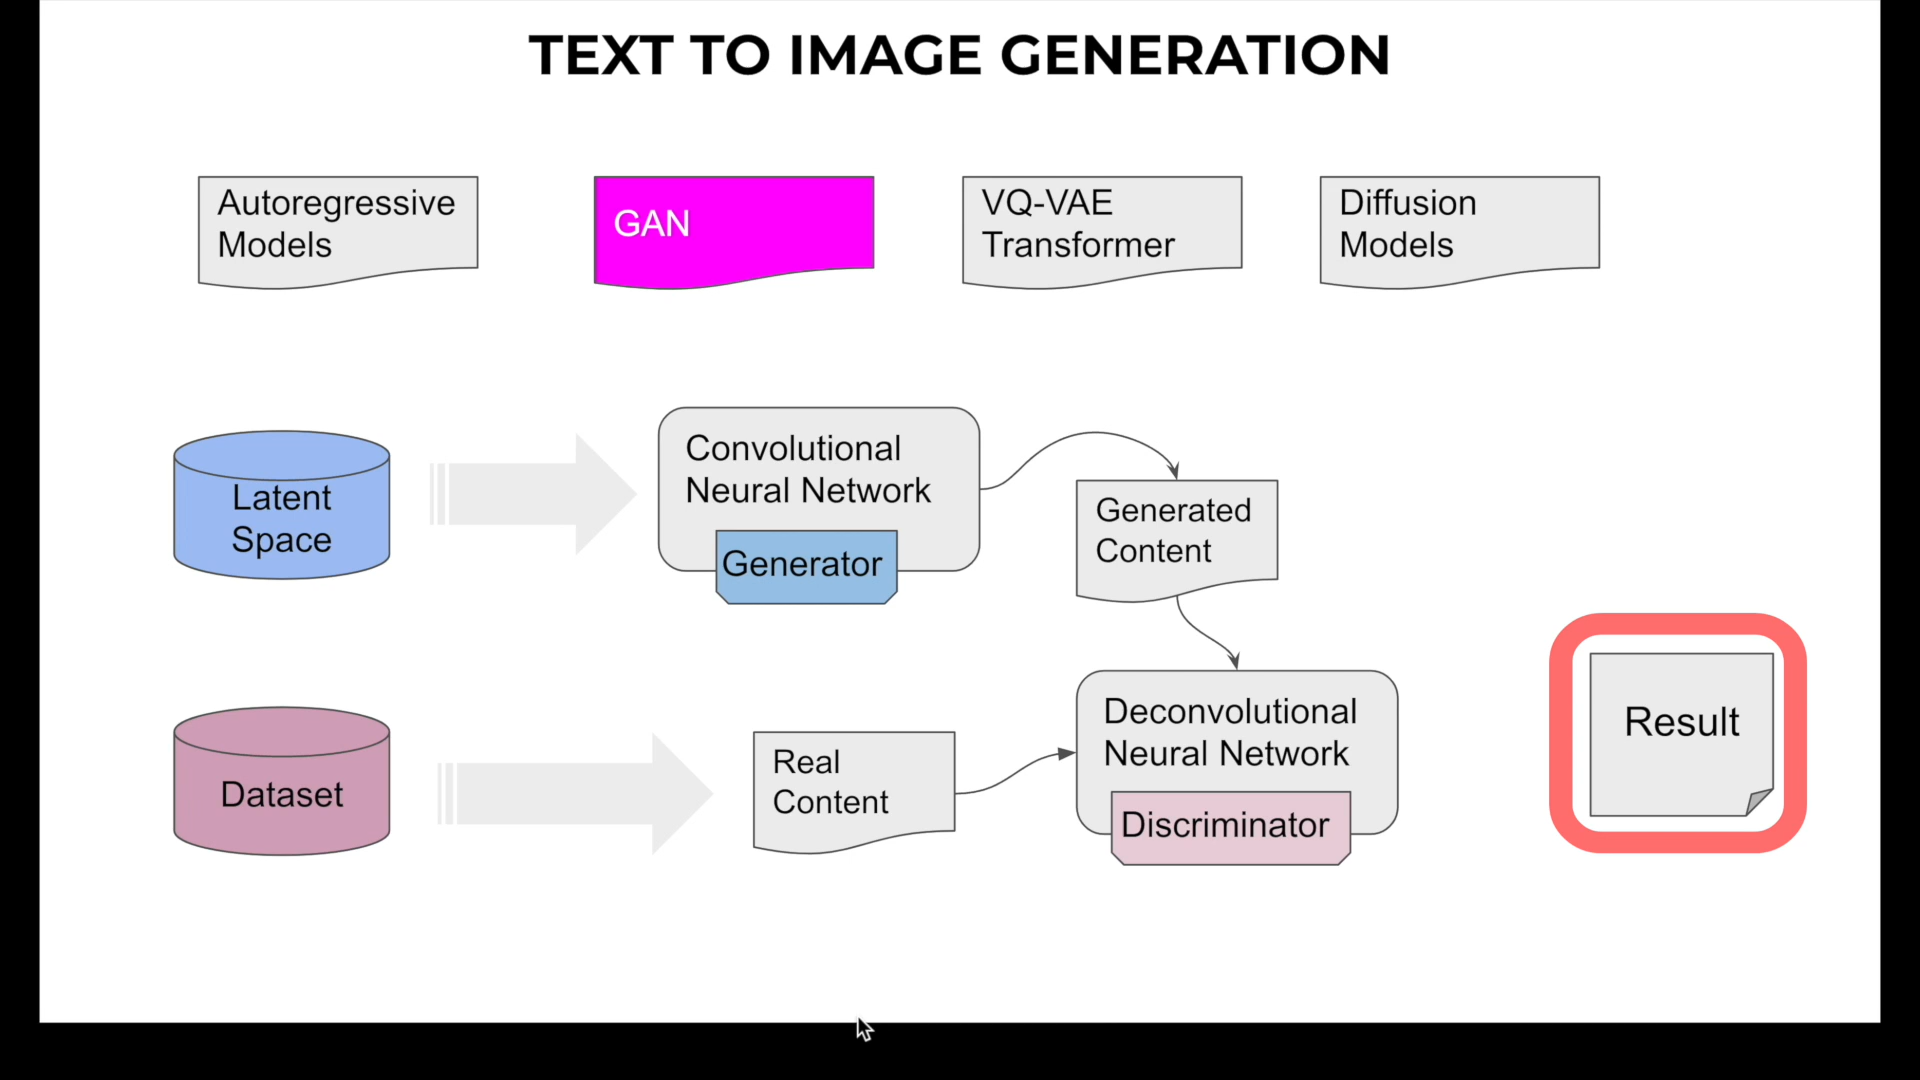 TEXT TO IMAGE GENERATION
Autoregressive
Models
GAN
VQ-VAE
Transformer
Diffusion
Models
Latent
Space
Convolutional
Neural Network
Generator
Generated
Content
Dataset
Real
Content
Deconvolutional
Neural Network
Discriminator
Result